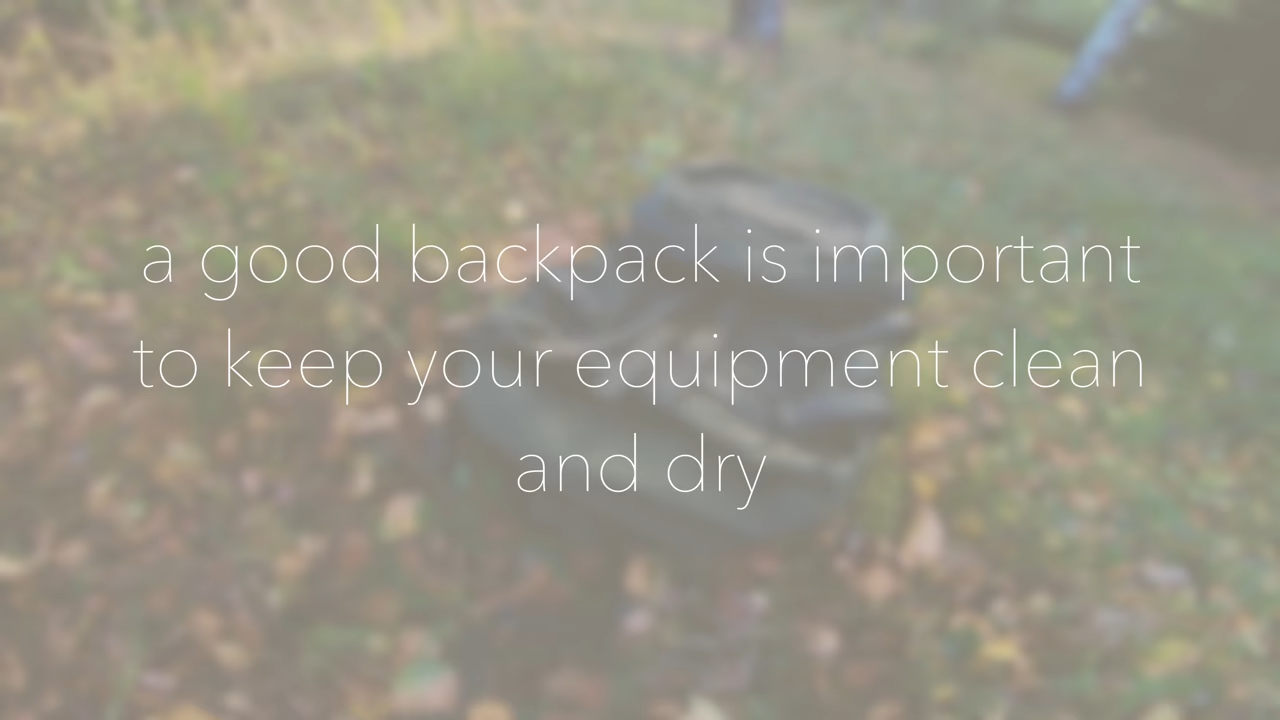 a good backpack is important
to keep your equipment clean
and dry